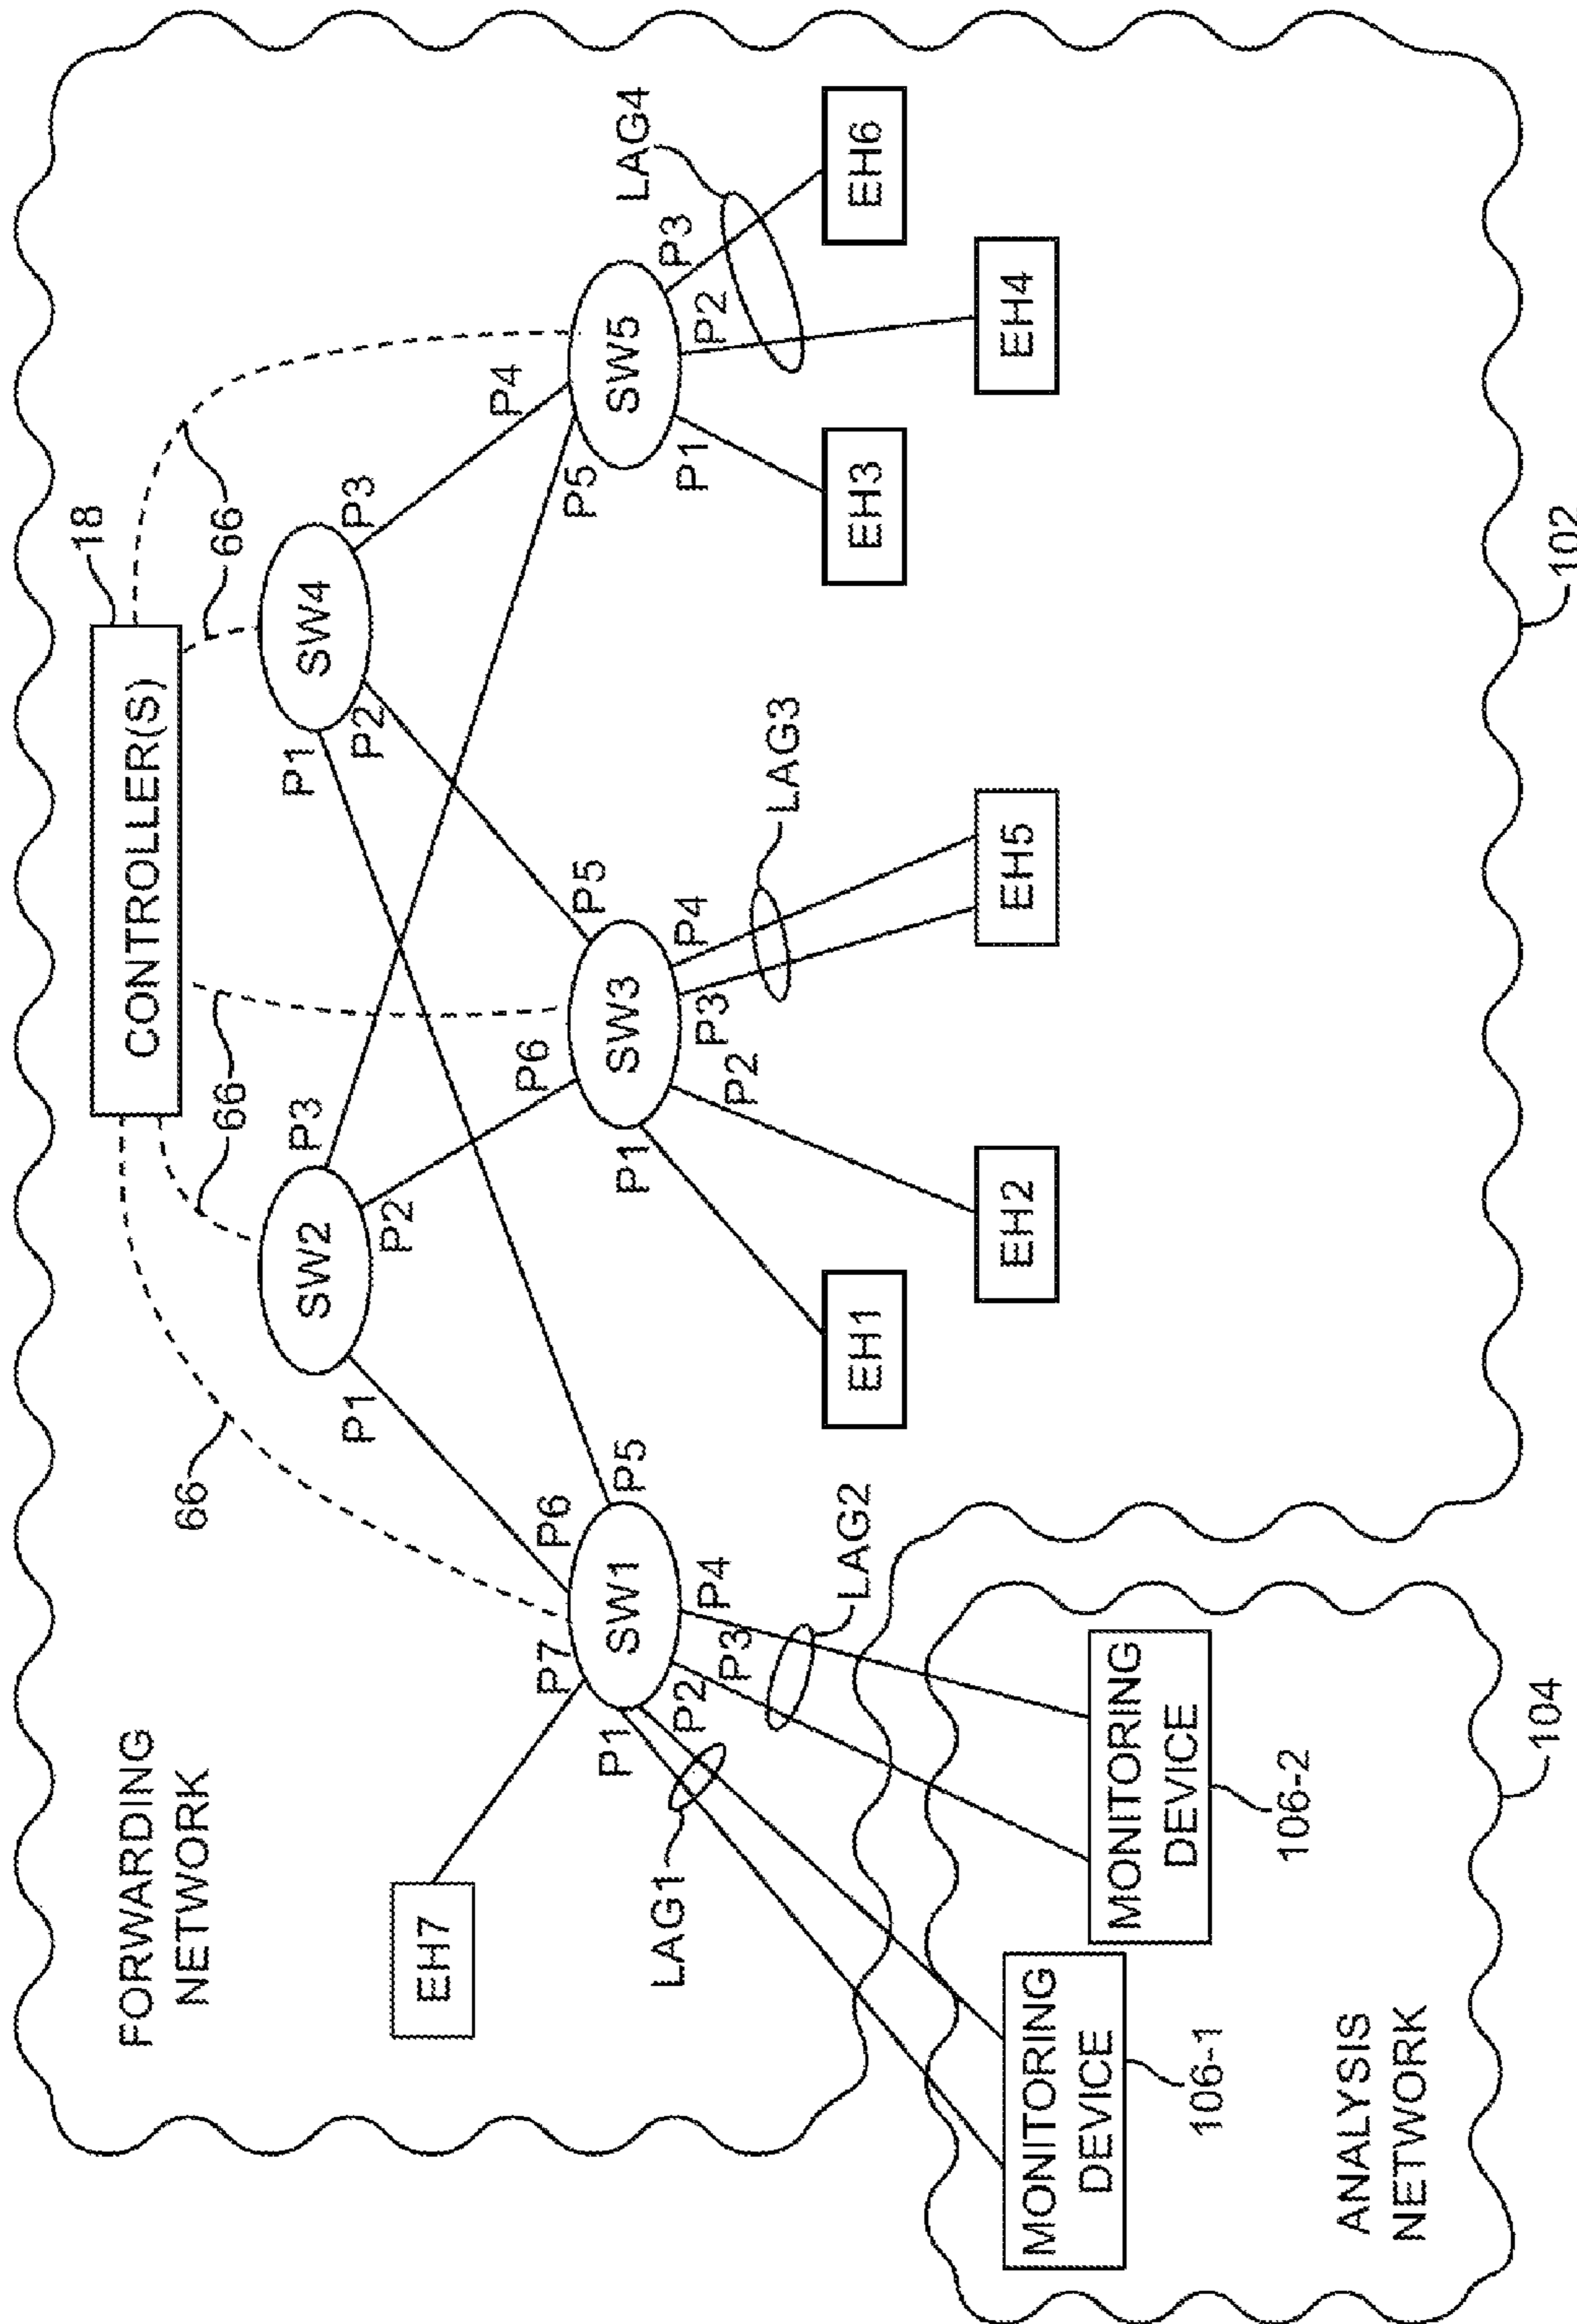 FORWARDING
NETWORK
CONTROLLER(S)
18
66
66
66
66
66
SW2
P1
P2
P3
SW4
P1
P2
P3
EH7
SW1
P7
P6
P5
P1
P2
P3
P4
LAG1
LAG2
SW3
P6
P5
P1
P2
P3
P4
LAG3
SW5
P5
P4
P1
P2
P3
LAG4
EH1
EH2
EH5
EH3
EH4
EH6
102
MONITORING
DEVICE
106-1
MONITORING
DEVICE
106-2
ANALYSIS
NETWORK
104